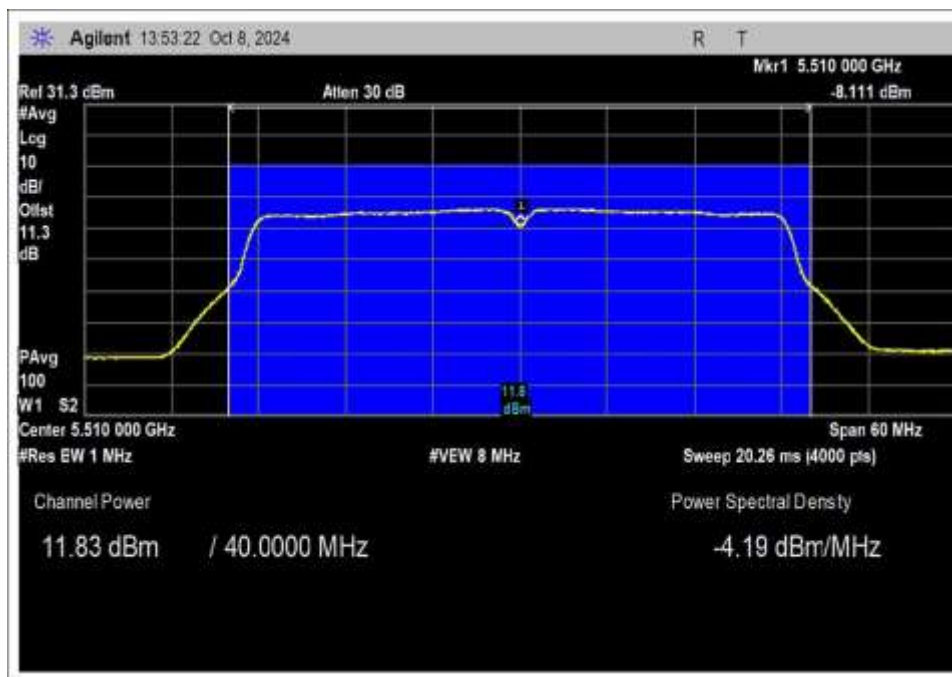 Agilent 13:53:22 Oct 8, 2024 R T
Mkr1 5.510 000 GHz
Ref 31.3 dBm Atten 30 dB -8.111 dBm
#Avg
Log
10
dB/
Offst
11.3
dB
1
PAvg
100
W1 S2
11.8
dBm
Center 5.510 000 GHz Span 60 MHz
#Res BW 1 MHz #VBW 8 MHz Sweep 20.26 ms (4000 pts)
Channel Power Power Spectral Density
11.83 dBm / 40.0000 MHz -4.19 dBm/MHz